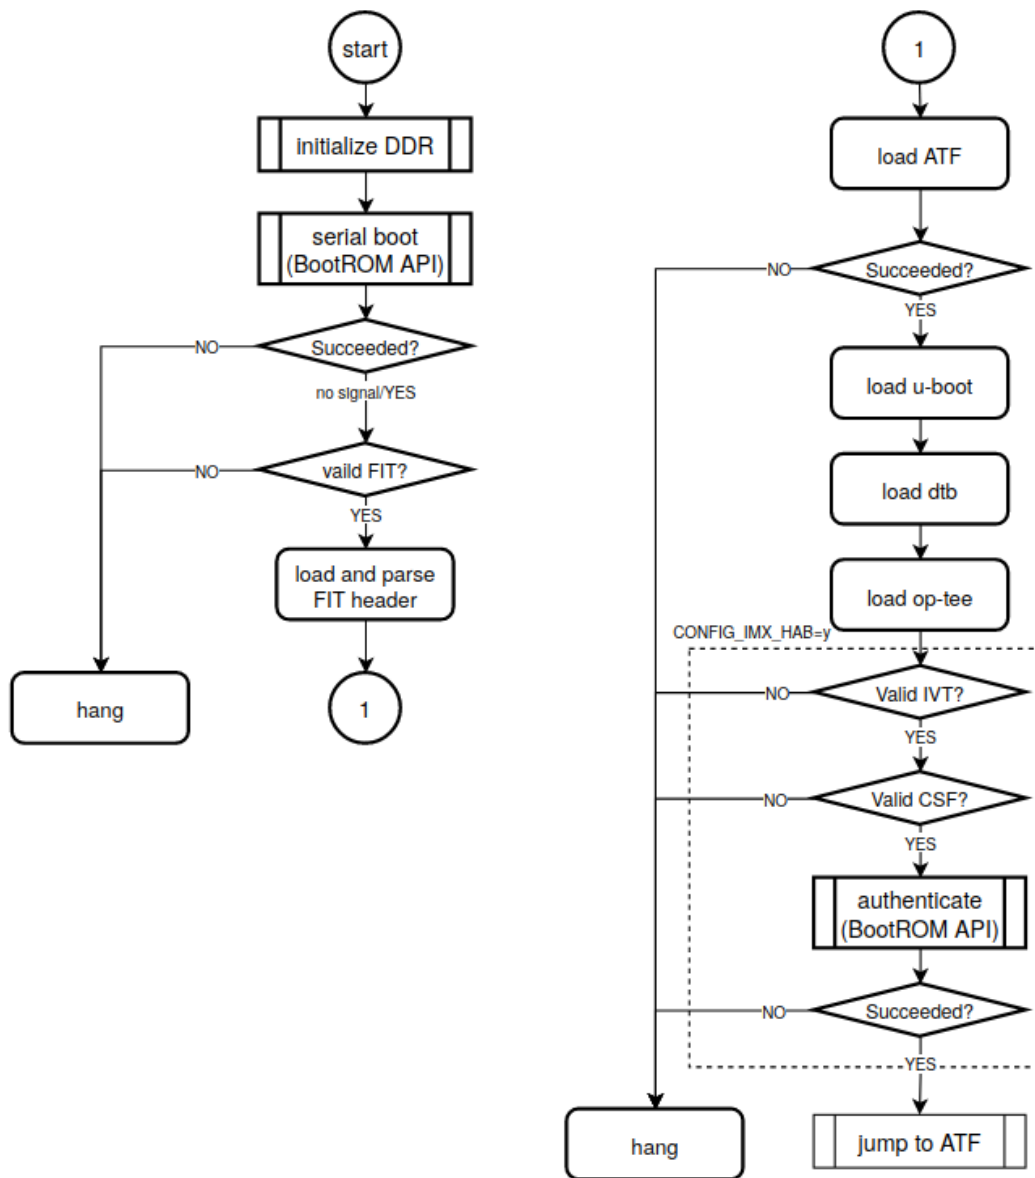 start
initialize DDR
serial boot
(BootROM API)
Succeeded?
NO
no signal/YES
vaild FIT?
NO
YES
load and parse
FIT header
hang
1
1
load ATF
Succeeded?
NO
YES
load u-boot
load dtb
load op-tee
CONFIG_IMX_HAB=y
Valid IVT?
NO
YES
Valid CSF?
NO
YES
authenticate
(BootROM API)
Succeeded?
NO
YES
hang
jump to ATF